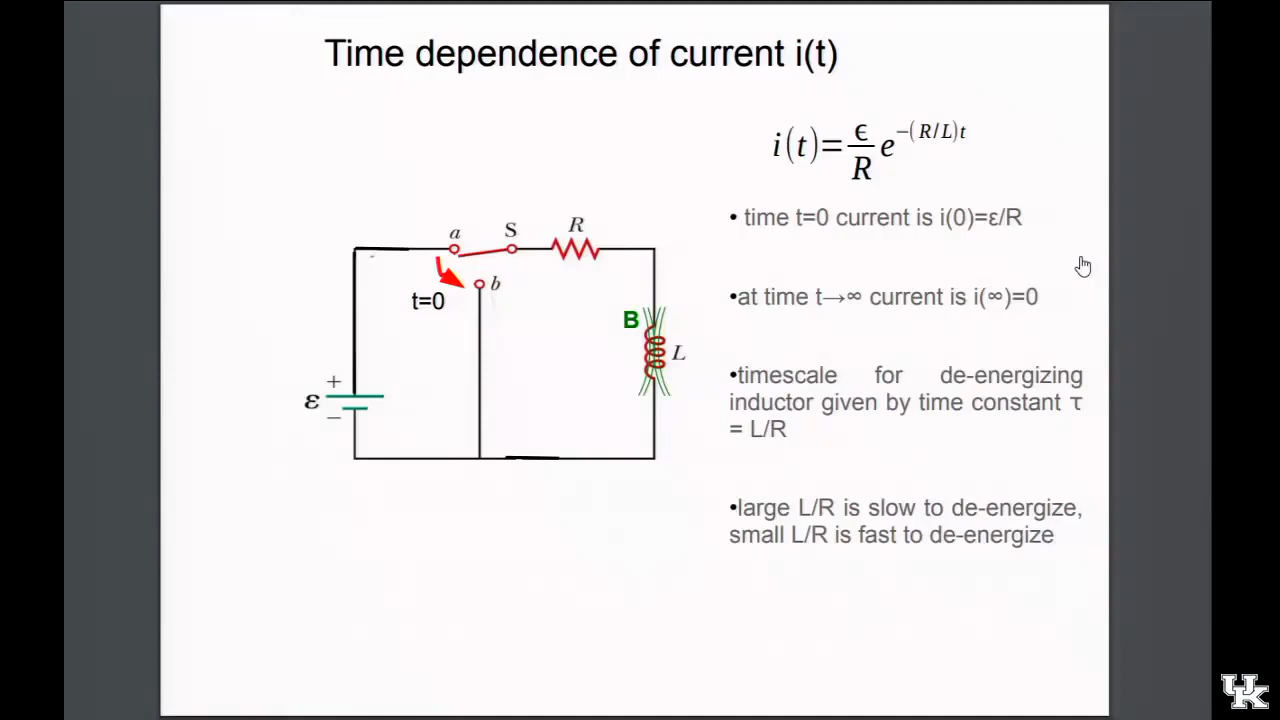 Time dependence of current i(t)
i(t)=ϵ/R e^−(R/L)t
• time t=0 current is i(0)=ε/R
•at time t→∞ current is i(∞)=0
•timescale for de-energizing
inductor given by time constant τ
= L/R
•large L/R is slow to de-energize,
small L/R is fast to de-energize
a S R
b
t=0
B
L
+
ε
−
UK